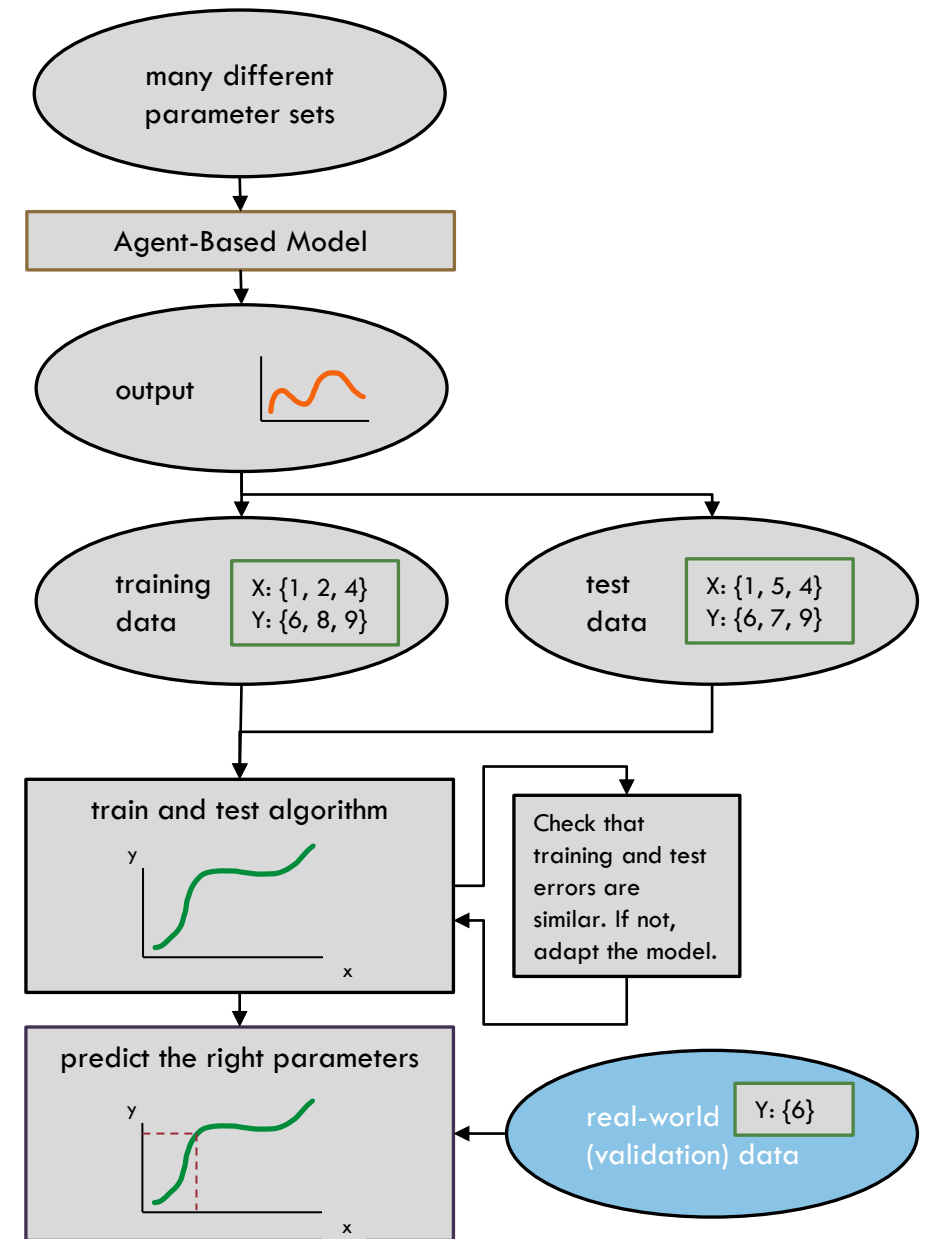 many different
parameter sets
Agent-Based Model
output
training
data
X: {1, 2, 4}
Y: {6, 8, 9}
test
data
X: {1, 5, 4}
Y: {6, 7, 9}
train and test algorithm
y
x
Check that
training and test
errors are
similar. If not,
adapt the model.
predict the right parameters
y
x
real-world
(validation) data
Y: {6}